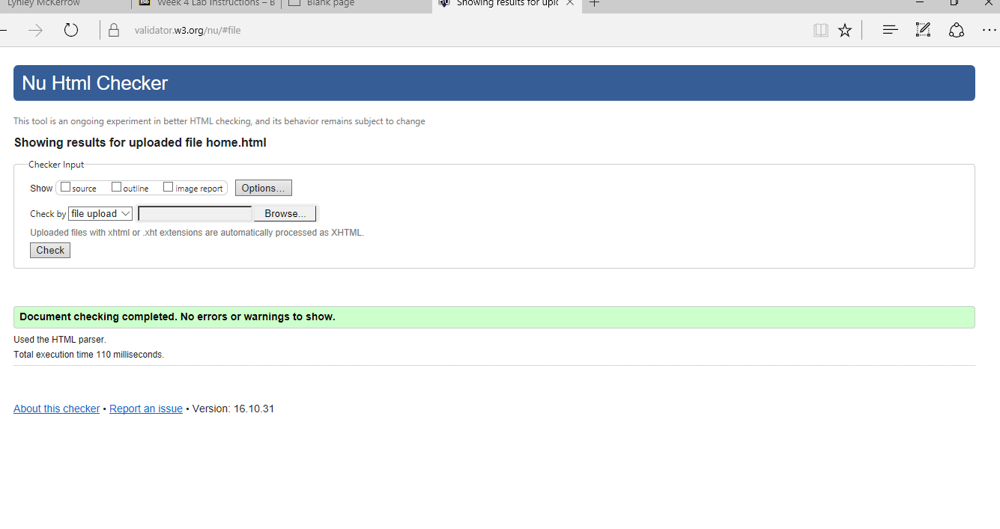 Lynley McKerrow
Week 4 Lab Instructions – B
Blank page
Showing results for uplo
validator.w3.org/nu/#file
Nu Html Checker
This tool is an ongoing experiment in better HTML checking, and its behavior remains subject to change
Showing results for uploaded file home.html
Checker Input
Show source outline image report Options...
Check by file upload Browse...
Uploaded files with xhtml or .xht extensions are automatically processed as XHTML.
Check
Document checking completed. No errors or warnings to show.
Used the HTML parser.
Total execution time 110 milliseconds.
About this checker • Report an issue • Version: 16.10.31